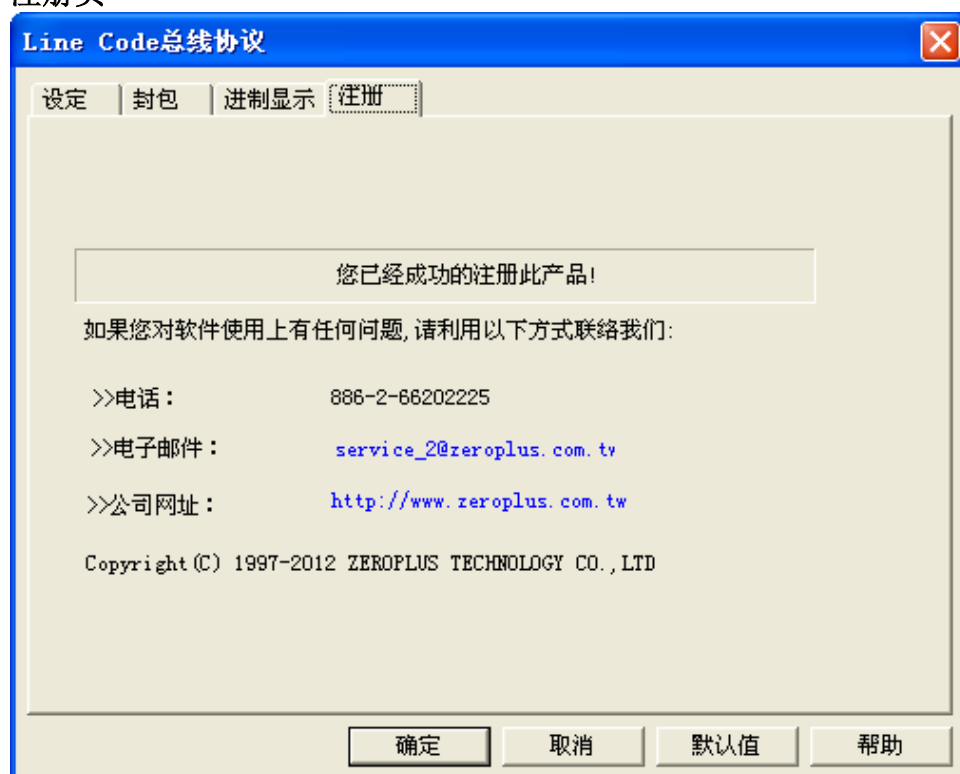 注册页
Line Code总线协议
设定 封包 进制显示 注册
您已经成功的注册此产品!
如果您对软件使用上有任何问题,请利用以下方式联络我们:
>>电话： 886-2-66202225
>>电子邮件： service_2@zeroplus.com.tw
>>公司网址： http://www.zeroplus.com.tw
Copyright(C) 1997-2012 ZEROPLUS TECHNOLOGY CO.,LTD
确定 取消 默认值 帮助